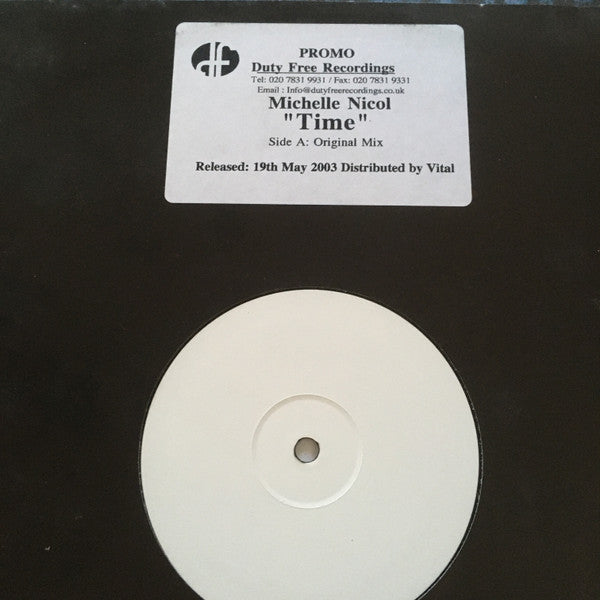 PROMO
Duty Free Recordings
Tel: 020 7831 9931 / Fax: 020 7831 9331
Email : Info@dutyfreerecordings.co.uk
Michelle Nicol
"Time"
Side A: Original Mix
Released: 19th May 2003 Distributed by Vital